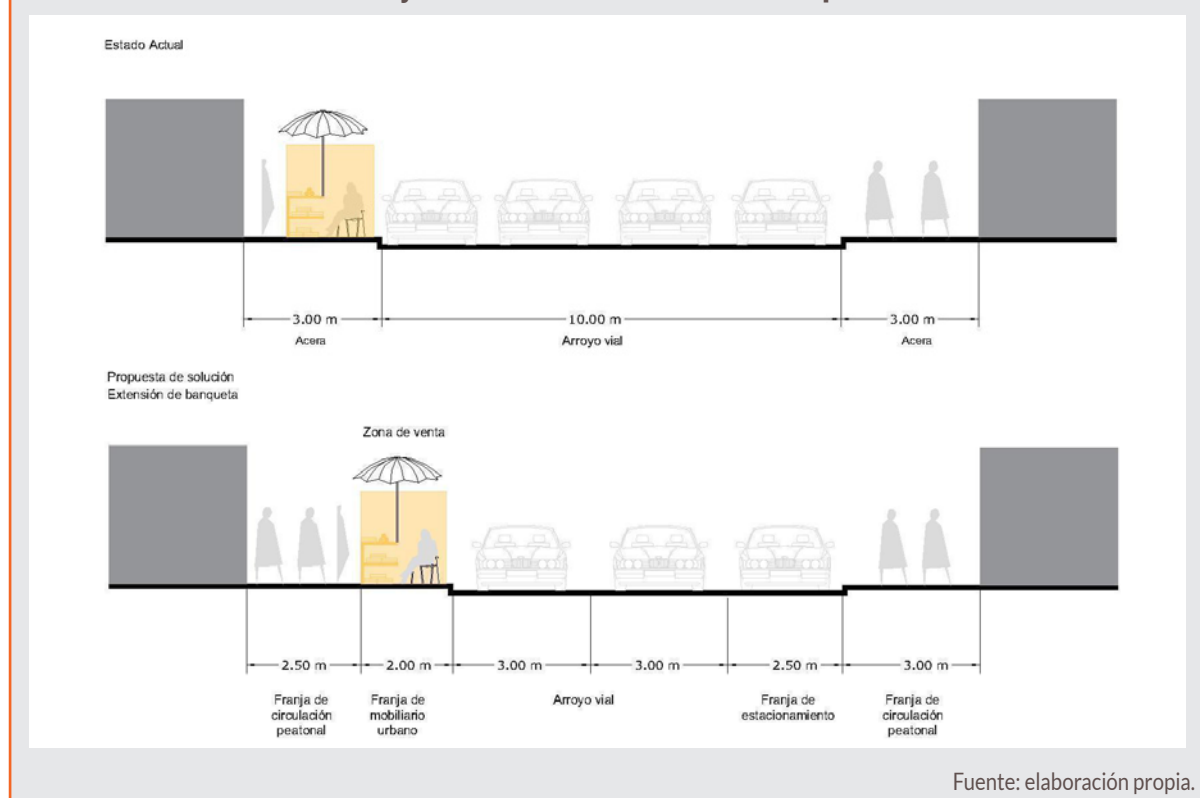 Estado Actual
3.00 m
10.00 m
3.00 m
Acera
Arroyo vial
Acera
Propuesta de solución
Extensión de banqueta
Zona de venta
2.50 m
2.00 m
3.00 m
3.00 m
2.50 m
3.00 m
Franja de
circulación
peatonal
Franja de
mobiliario
urbano
Arroyo vial
Franja de
estacionamiento
Franja de
circulación
peatonal
Fuente: elaboración propia.